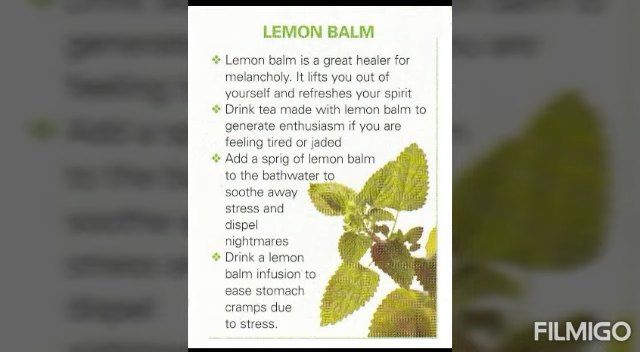 LEMON BALM
❖ Lemon balm is a great healer for
melancholy. It lifts you out of
yourself and refreshes your spirit
❖ Drink tea made with lemon balm to
generate enthusiasm if you are
feeling tired or jaded
❖ Add a sprig of lemon balm
to the bathwater to
soothe away
stress and
dispel
nightmares
❖ Drink a lemon
balm infusion to
ease stomach
cramps due
to stress.
FILMIGO